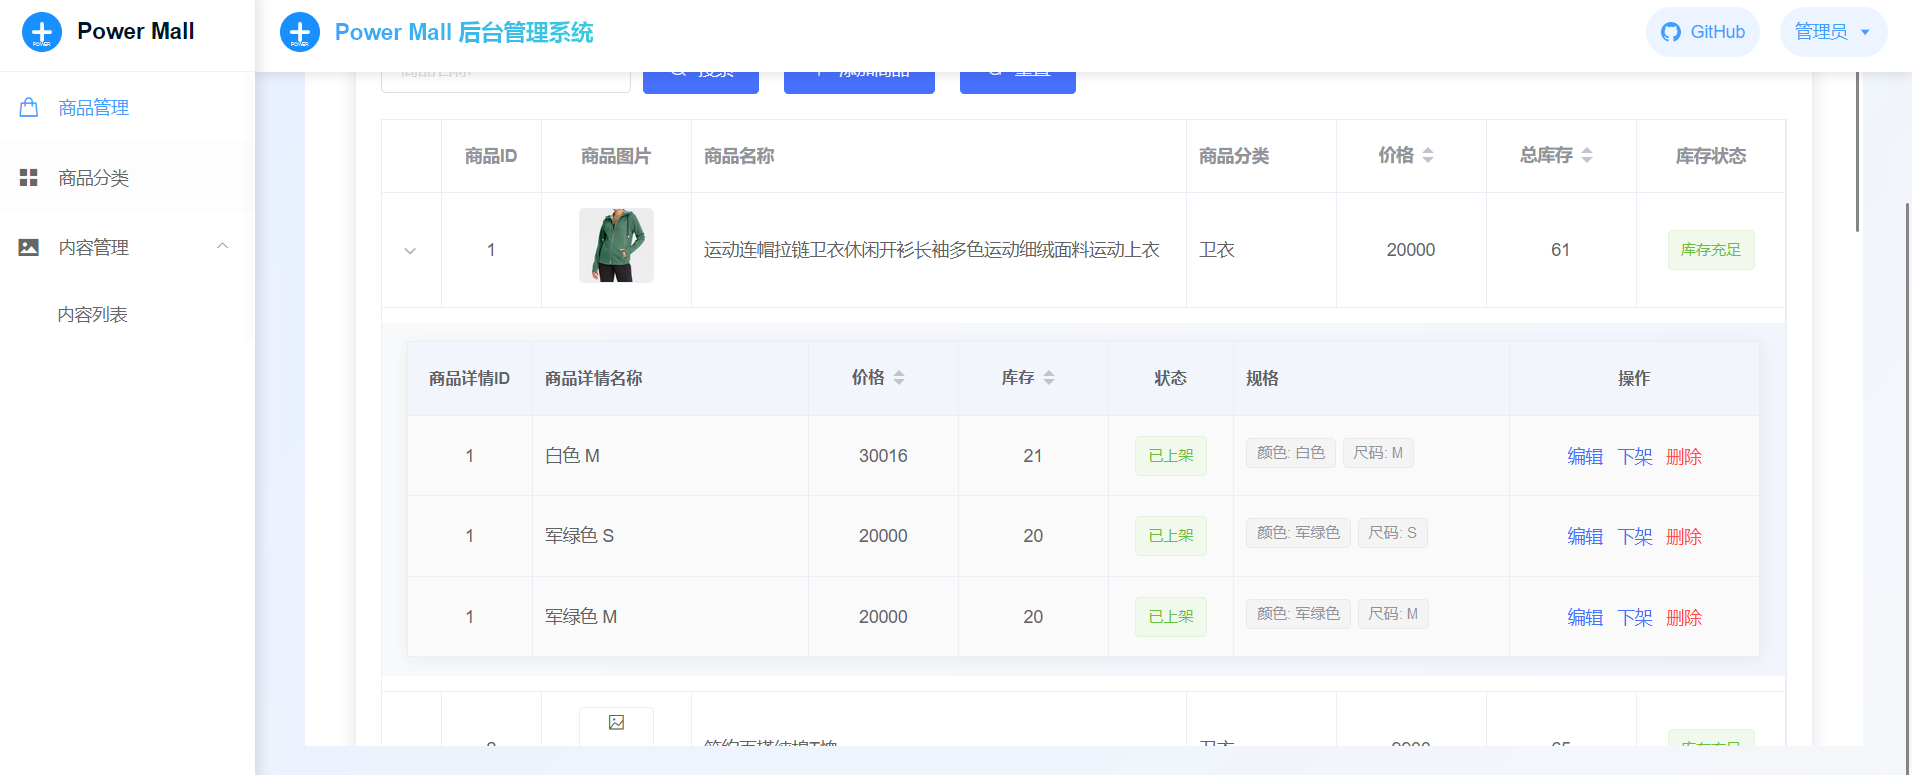 Power Mall
Power Mall 后台管理系统
GitHub
管理员
商品管理
商品分类
内容管理
内容列表
商品ID 商品图片 商品名称 商品分类 价格 总库存 库存状态
1 运动连帽拉链卫衣休闲开衫长袖多色运动细绒面料运动上衣 卫衣 20000 61 库存充足
商品详情ID 商品详情名称 价格 库存 状态 规格 操作
1 白色 M 30016 21 已上架 颜色: 白色 尺码: M 编辑 下架 删除
1 军绿色 S 20000 20 已上架 颜色: 军绿色 尺码: S 编辑 下架 删除
1 军绿色 M 20000 20 已上架 颜色: 军绿色 尺码: M 编辑 下架 删除
卫衣 库存充足